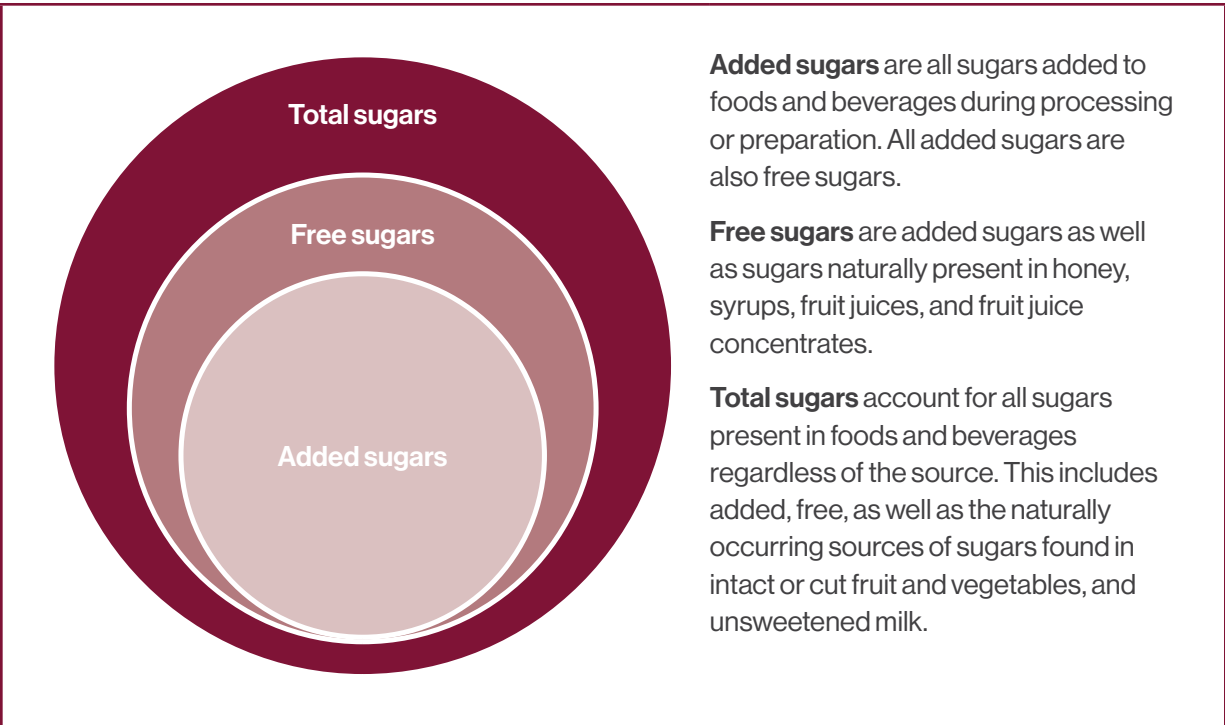 Total sugars
Free sugars
Added sugars
Added sugars are all sugars added to
foods and beverages during processing
or preparation. All added sugars are
also free sugars.
Free sugars are added sugars as well
as sugars naturally present in honey,
syrups, fruit juices, and fruit juice
concentrates.
Total sugars account for all sugars
present in foods and beverages
regardless of the source. This includes
added, free, as well as the naturally
occurring sources of sugars found in
intact or cut fruit and vegetables, and
unsweetened milk.